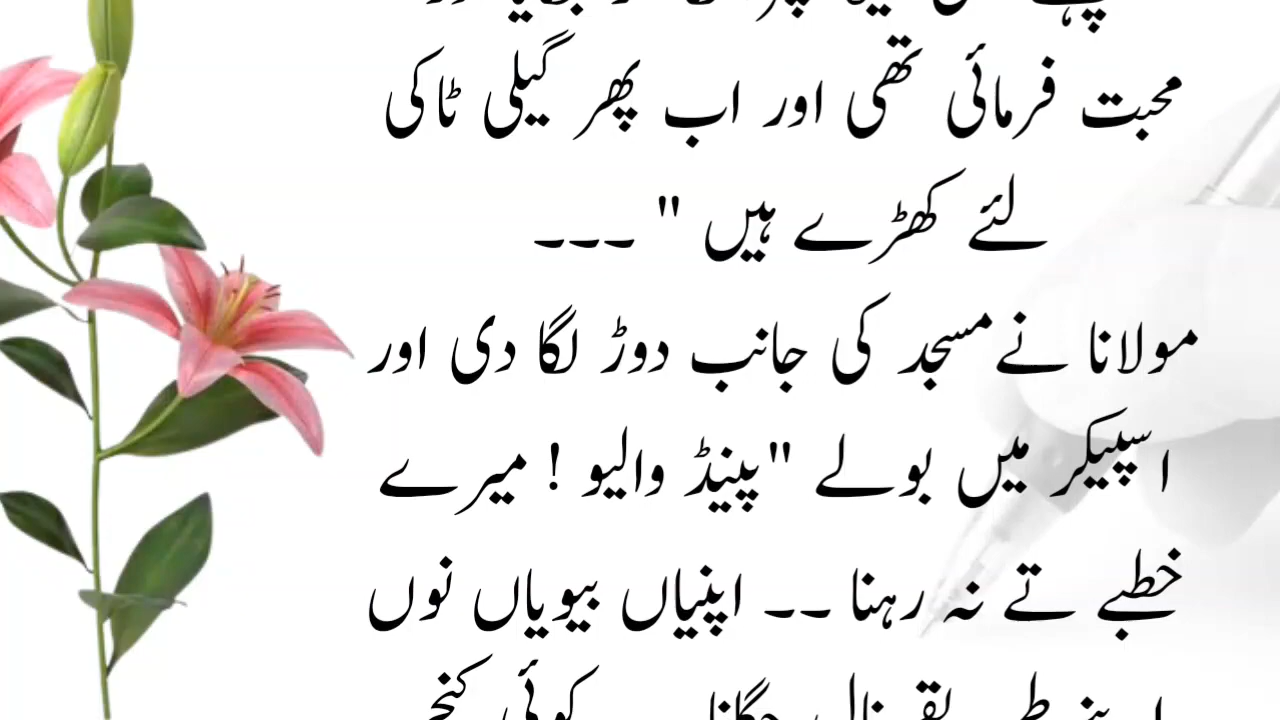 محبت فرمائی تھی اور اب پھر گیلی ٹاکی
لئے کھڑے ہیں " ۔۔۔
مولانا نے مسجد کی جانب دوڑ لگا دی اور
اسپیکر میں بولے "پینڈ والیو ! میرے
خطبے تے نہ رہنا ۔۔ اپنیاں بیویاں نوں